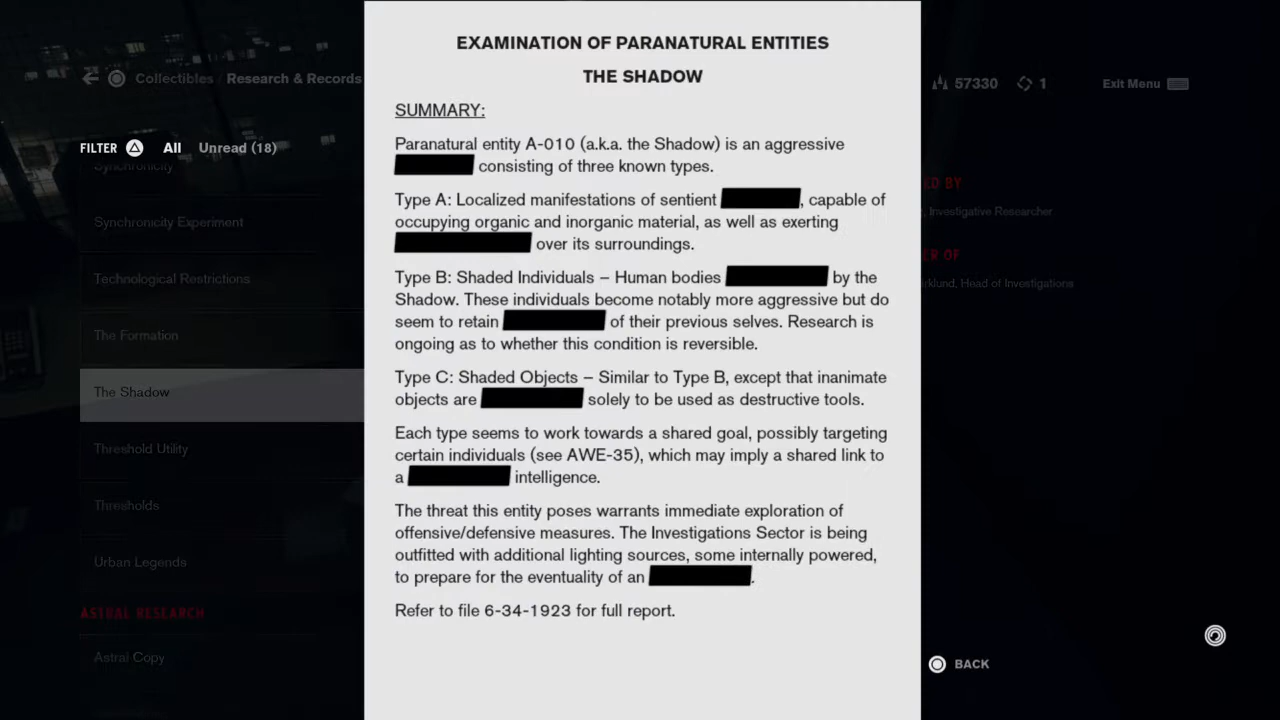 EXAMINATION OF PARANATURAL ENTITIES
THE SHADOW
Collectibles / Research & Records
57330
1
Exit Menu
SUMMARY:
Paranatural entity A-010 (a.k.a. the Shadow) is an aggressive
consisting of three known types.
FILTER All Unread (18)
Synchronicity
Synchronicity Experiment
Technological Restrictions
The Formation
The Shadow
Threshold Utility
Thresholds
Urban Legends
ASTRAL RESEARCH
Astral Copy
Type A: Localized manifestations of sentient , capable of
occupying organic and inorganic material, as well as exerting
over its surroundings.
Type B: Shaded Individuals – Human bodies by the
Shadow. These individuals become notably more aggressive but do
seem to retain of their previous selves. Research is
ongoing as to whether this condition is reversible.
Type C: Shaded Objects – Similar to Type B, except that inanimate
objects are solely to be used as destructive tools.
Each type seems to work towards a shared goal, possibly targeting
certain individuals (see AWE-35), which may imply a shared link to
a intelligence.
The threat this entity poses warrants immediate exploration of
offensive/defensive measures. The Investigations Sector is being
outfitted with additional lighting sources, some internally powered,
to prepare for the eventuality of an .
Refer to file 6-34-1923 for full report.
ED BY
, Investigative Researcher
ER OF
rklund, Head of Investigations
BACK